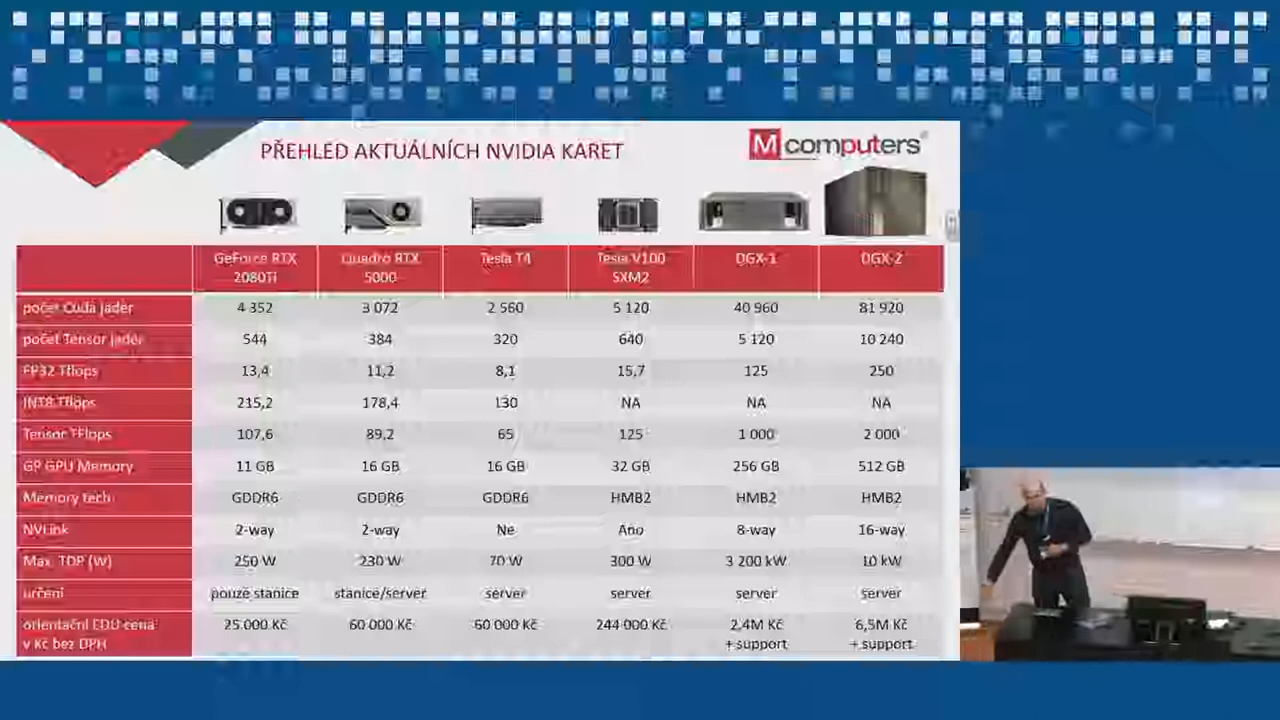 PŘEHLED AKTUÁLNÍCH NVIDIA KARET
M computers®
GeForce RTX 2080Ti Quadro RTX 5000 Tesla T4 Tesla V100 SXM2 DGX-1 DGX-2
počet Cuda jader 4 352 3 072 2 560 5 120 40 960 81 920
počet Tensor jader 544 384 320 640 5 120 10 240
FP32 Tflops 13,4 11,2 8,1 15,7 125 250
INT8 Tflops 215,2 178,4 130 NA NA NA
Tensor TFlops 107,6 89,2 65 125 1 000 2 000
GP GPU Memory 11 GB 16 GB 16 GB 32 GB 256 GB 512 GB
Memory tech GDDR6 GDDR6 GDDR6 HMB2 HMB2 HMB2
NVLink 2-way 2-way Ne Ano 8-way 16-way
Max. TDP (W) 250 W 230 W 70 W 300 W 3 200 kW 10 kW
určení pouze stanice stanice/server server server server server
orientační EDU cena v Kč bez DPH 25 000 Kč 60 000 Kč 60 000 Kč 244 000 Kč 2,4M Kč + support 6,5M Kč + support